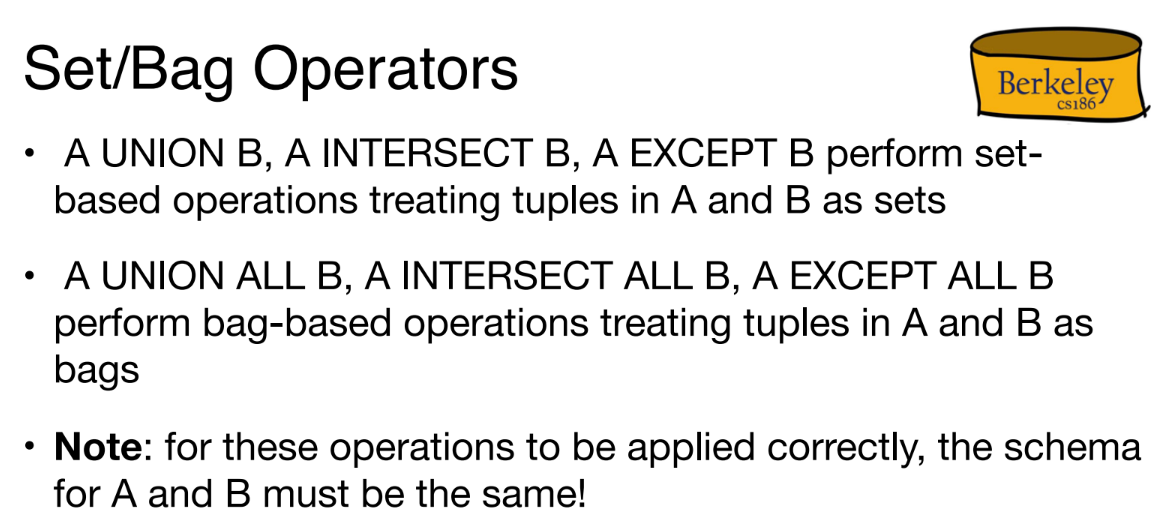 Set/Bag Operators
Berkeley
cs186
• A UNION B, A INTERSECT B, A EXCEPT B perform set-
based operations treating tuples in A and B as sets
• A UNION ALL B, A INTERSECT ALL B, A EXCEPT ALL B
perform bag-based operations treating tuples in A and B as
bags
• Note: for these operations to be applied correctly, the schema
for A and B must be the same!